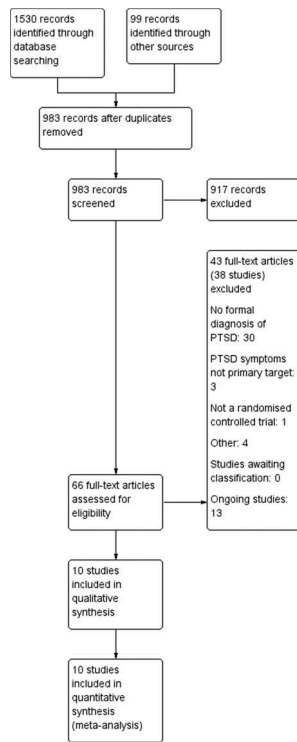 1530 records
identified through
database
searching
99 records
identified through
other sources
983 records after duplicates
removed
983 records
screened
917 records
excluded
43 full-text articles
(38 studies)
excluded
No formal
diagnosis of
PTSD: 30
PTSD symptoms
not primary target:
3
Not a randomised
controlled trial: 1
Other: 4
Studies awaiting
classification: 0
Ongoing studies:
13
66 full-text articles
assessed for
eligibility
10 studies
included in
qualitative
synthesis
10 studies
included in
quantitative
synthesis
(meta-analysis)